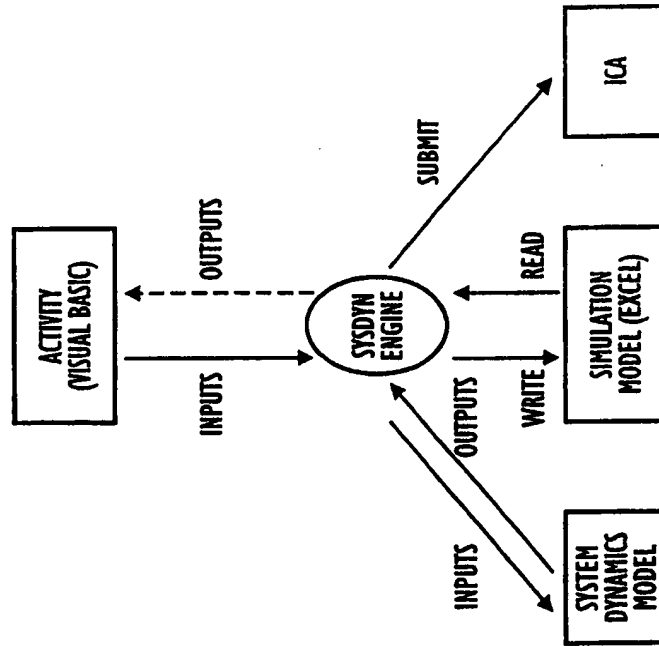 ACTIVITY
(VISUAL BASIC)
INPUTS
OUTPUTS
SYSDYN
ENGINE
SUBMIT
INPUTS
OUTPUTS
WRITE
READ
SYSTEM
DYNAMICS
MODEL
SIMULATION
MODEL (EXCEL)
ICA